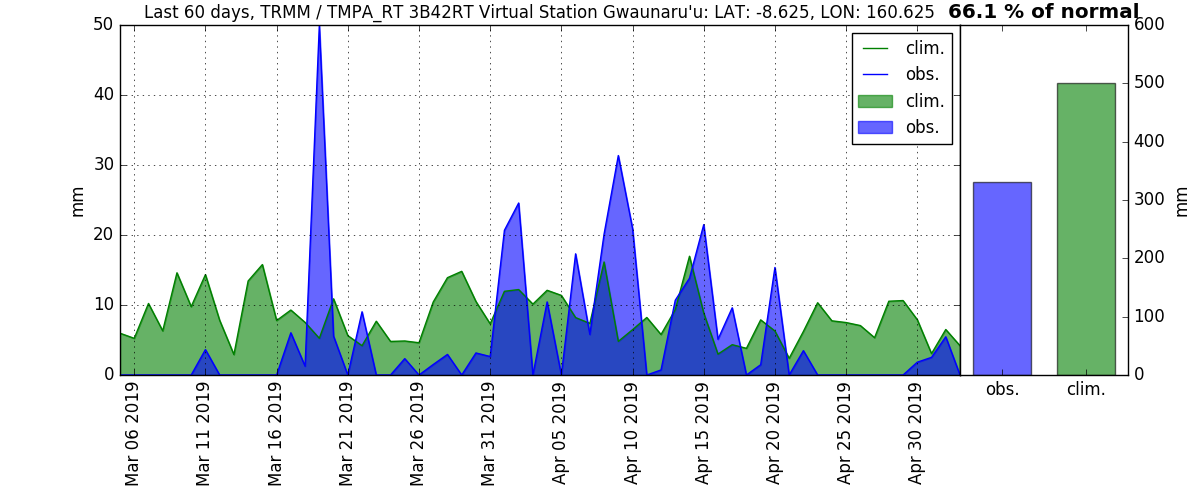 Last 60 days, TRMM / TMPA_RT 3B42RT Virtual Station Gwaunaru'u: LAT: -8.625, LON: 160.625 66.1 % of normal
50
40
30
20
10
0
mm
clim.
obs.
clim.
obs.
600
500
400
300
200
100
0
mm
obs.
clim.
Mar 06 2019
Mar 11 2019
Mar 16 2019
Mar 21 2019
Mar 26 2019
Mar 31 2019
Apr 05 2019
Apr 10 2019
Apr 15 2019
Apr 20 2019
Apr 25 2019
Apr 30 2019